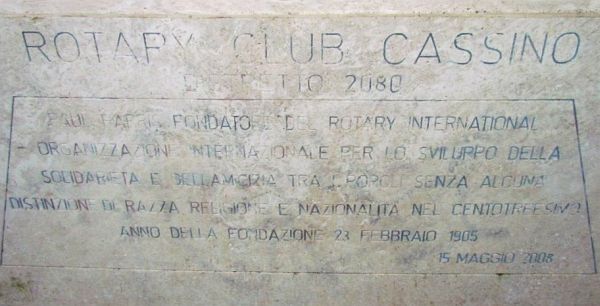 ROTARY CLUB CASSINO
DISTRETTO 2080
PAUL HARRIS FONDATORE DEL ROTARY INTERNATIONAL
ORGANIZZAZIONE INTERNAZIONALE PER LO SVILUPPO DELLA
SOLIDARIETA E DELLAMICIZIA TRA I POPOLI SENZA ALCUNA
DISTINZIONE DI RAZZA RELIGIONE E NAZIONALITA NEL CENTOTREESIMO
ANNO DELLA FONDAZIONE 23 FEBBRAIO 1905
15 MAGGIO 2008